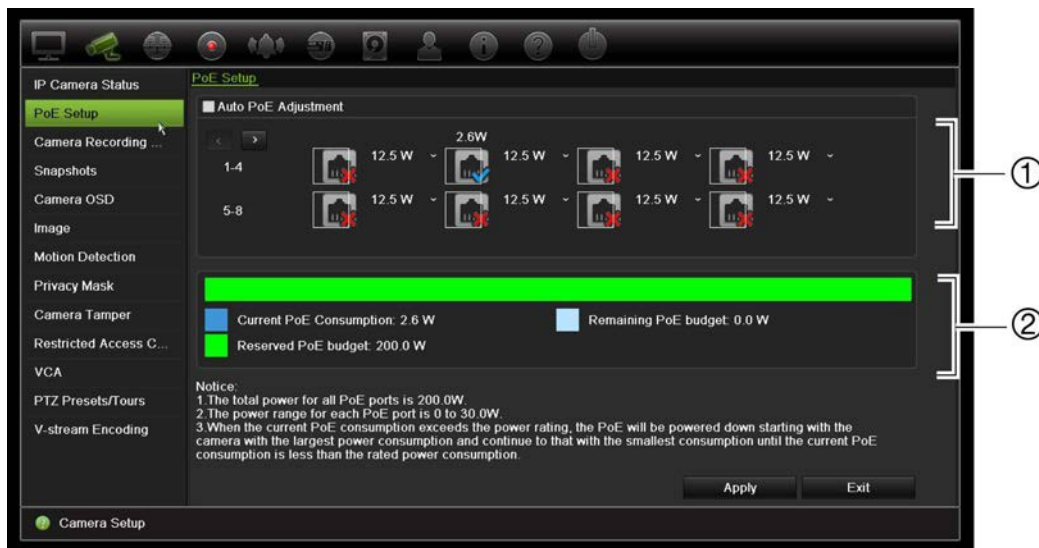 PoE Setup
IP Camera Status
PoE Setup
Camera Recording ...
Snapshots
Camera OSD
Image
Motion Detection
Privacy Mask
Camera Tamper
Restricted Access C...
VCA
PTZ Presets/Tours
V-stream Encoding
Auto PoE Adjustment
2.6W
1-4 12.5 W 12.5 W 12.5 W 12.5 W
5-8 12.5 W 12.5 W 12.5 W 12.5 W
Current PoE Consumption: 2.6 W Remaining PoE budget: 0.0 W
Reserved PoE budget: 200.0 W
Notice:
1.The total power for all PoE ports is 200.0W.
2.The power range for each PoE port is 0 to 30.0W.
3.When the current PoE consumption exceeds the power rating, the PoE will be powered down starting with the
camera with the largest power consumption and continue to that with the smallest consumption until the current PoE
consumption is less than the rated power consumption.
Apply Exit
Camera Setup
①
②